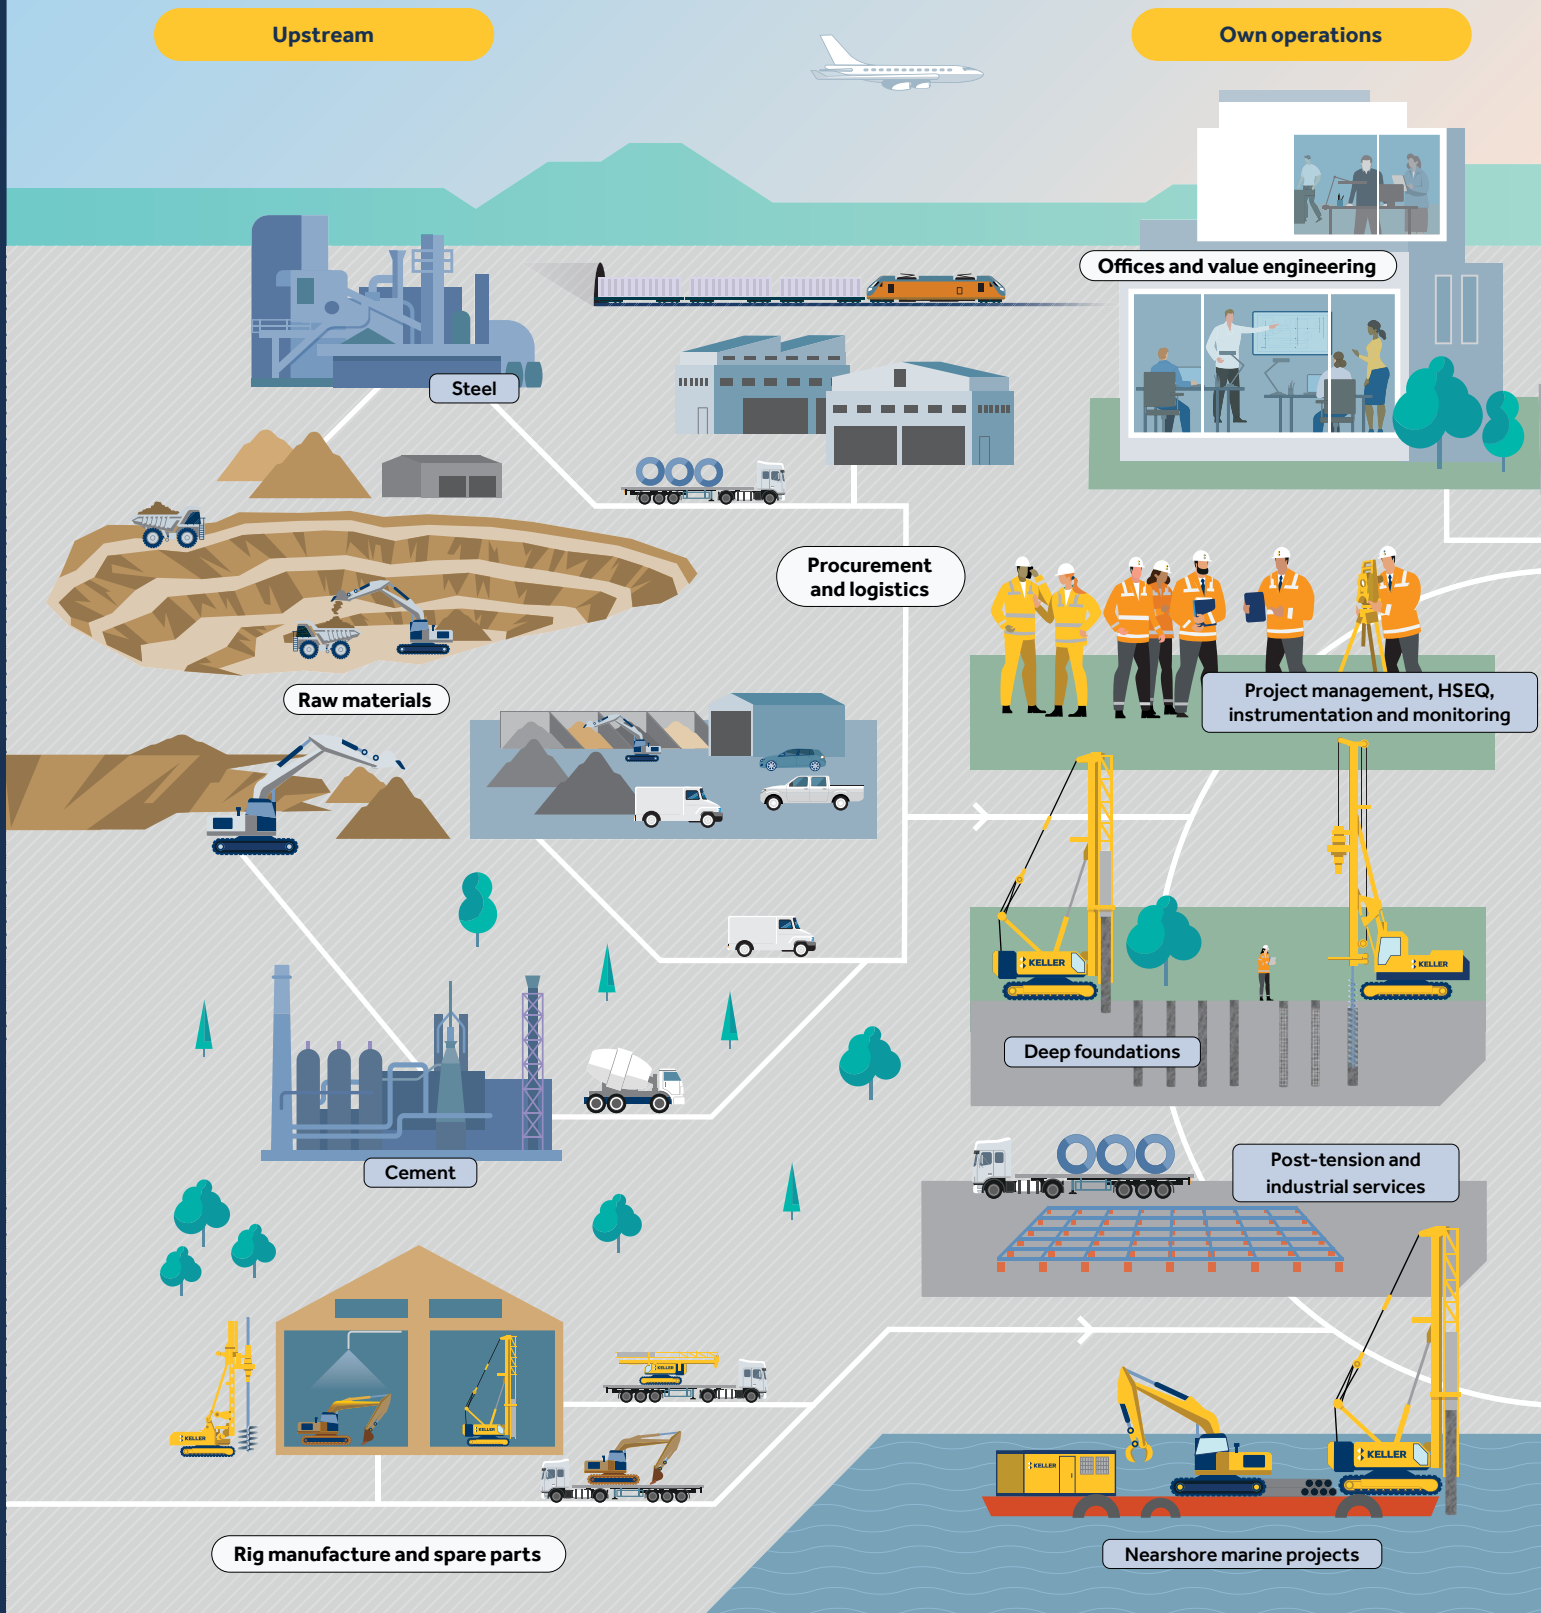 Upstream
Own operations
Offices and value engineering
Steel
Procurement
and logistics
Raw materials
Project management, HSEQ,
instrumentation and monitoring
KELLER
KELLER
Deep foundations
Cement
Post-tension and
industrial services
KELLER
KELLER
KELLER
KELLER
KELLER
Rig manufacture and spare parts
Nearshore marine projects